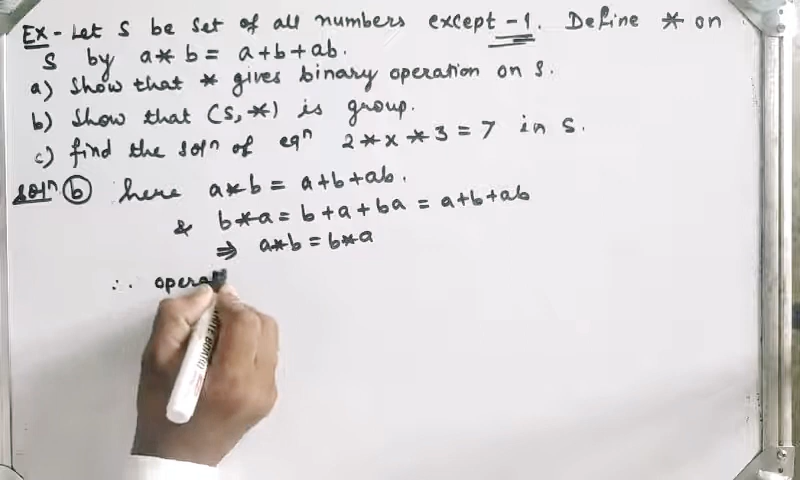 Ex - Let S be set of all numbers except -1. Define * on
S by a * b = a+b+ab.
a) Show that * gives binary operation on S.
b) Show that (S, *) is group.
c) find the solⁿ of eqⁿ 2 * x * 3 = 7 in S.
solⁿ (b) here a*b = a+b+ab.
& b*a = b+a+ba = a+b+ab
⇒ a*b = b*a
∴ opera